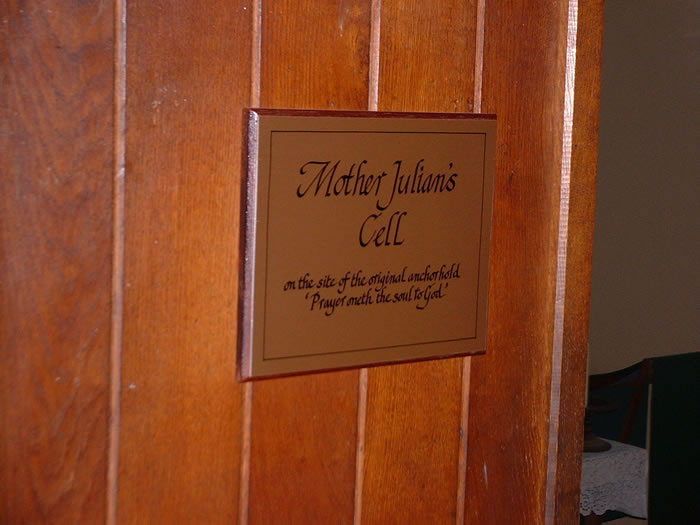 Mother Julian's
Cell
on the site of the original anchorhold
'Prayer oneth the soul to God'